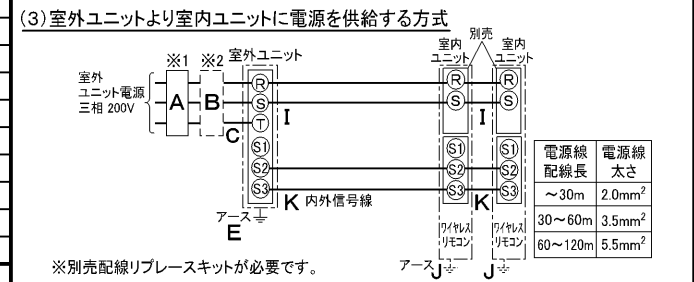 (3)室外ユニットより室内ユニットに電源を供給する方式
※1 ※2 室外ユニット
別売
室内ユニット 室内ユニット
室外
ユニット電源
三相 200V
A B C
R R R
S I S I S
T
S1 S1 S1
S2 S2 S2
S3 K 内外信号線 S3 K S3
アース
E
ワイヤレスリモコン ワイヤレスリモコン
アース J J
※別売配線リプレースキットが必要です。
電源線配線長 電源線太さ
～30m 2.0mm²
30～60m 3.5mm²
60～120m 5.5mm²